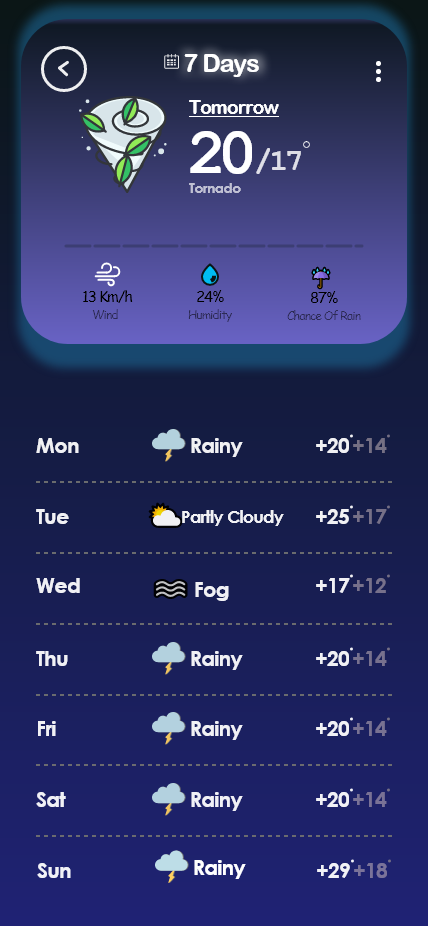 7 Days
Tomorrow
20/17°
Tornado
13 Km/h 24% 87%
Wind Humidity Chance Of Rain
Mon Rainy +20°+14°
Tue Partly Cloudy +25°+17°
Wed Fog +17°+12°
Thu Rainy +20°+14°
Fri Rainy +20°+14°
Sat Rainy +20°+14°
Sun Rainy +29°+18°